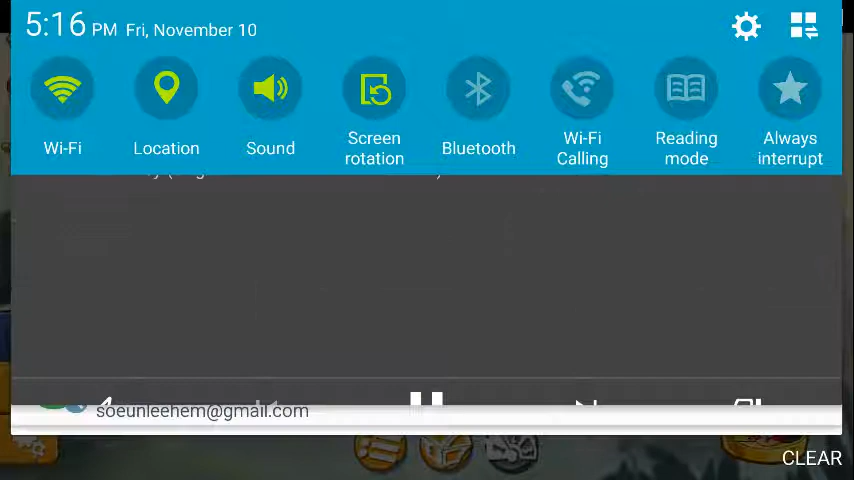 5:16 PM Fri, November 10
Wi-Fi
Location
Sound
Screen
rotation
Bluetooth
Wi-Fi
Calling
Reading
mode
Always
interrupt
soeunleehem@gmail.com
CLEAR